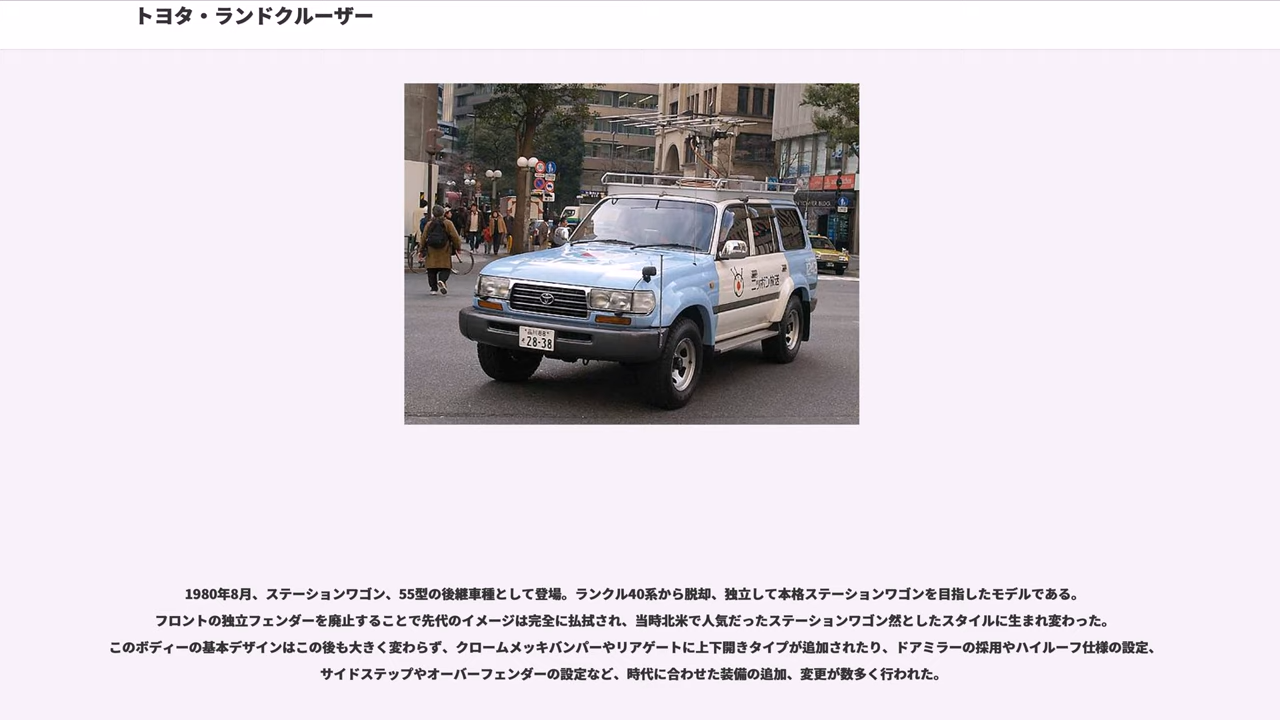 トヨタ・ランドクルーザー
ニッポン放送
28-38
1980年8月、ステーションワゴン、55型の後継車種として登場。ランクル40系から脱却、独立して本格ステーションワゴンを目指したモデルである。
フロントの独立フェンダーを廃止することで先代のイメージは完全に払拭され、当時北米で人気だったステーションワゴン然としたスタイルに生まれ変わった。
このボディーの基本デザインはこの後も大きく変わらず、クロームメッキバンパーやリアゲートに上下開きタイプが追加されたり、ドアミラーの採用やハイルーフ仕様の設定、
サイドステップやオーバーフェンダーの設定など、時代に合わせた装備の追加、変更が数多く行われた。